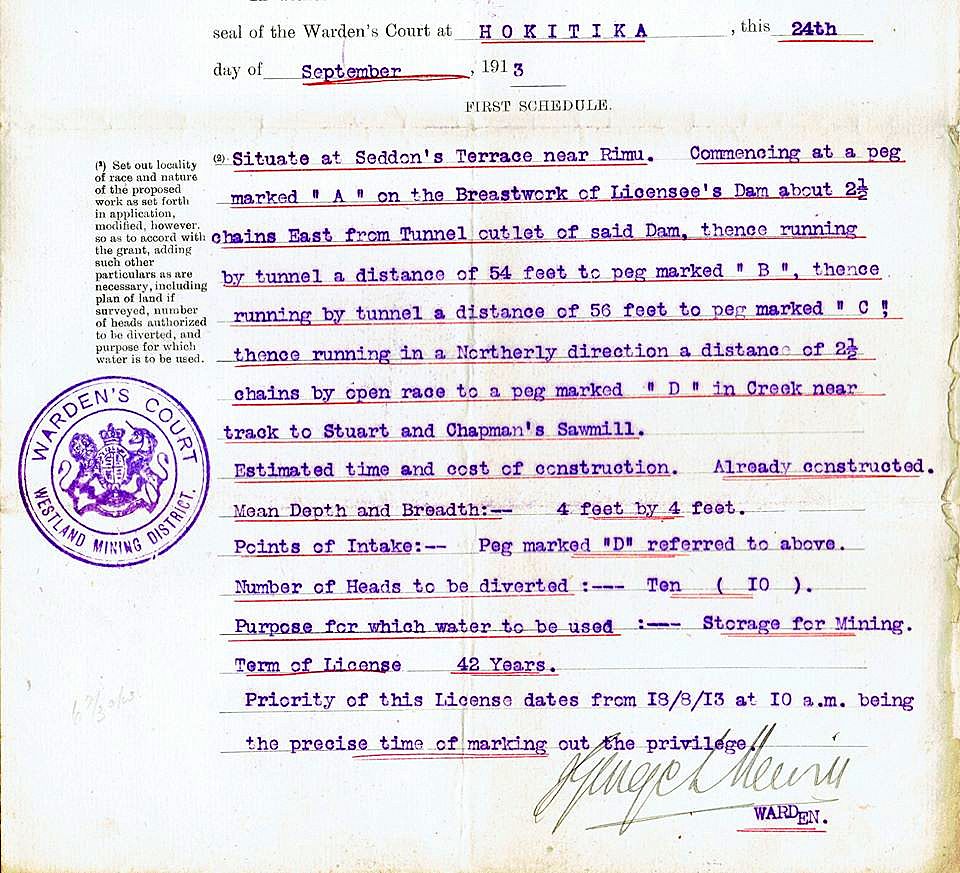 seal of the Warden's Court at HOKITIKA, this 24th
day of September, 1913
FIRST SCHEDULE.
(²) Set out locality
of race and nature
of the proposed
work as set forth
in application,
modified, however,
so as to accord with
the grant, adding
such other
particulars as are
necessary, including
plan of land if
surveyed, number
of heads authorized
to be diverted, and
purpose for which
water is to be used.
(2) Situate at Seddon's Terrace near Rimu. Commencing at a peg
marked " A " on the Breastwork of Licensee's Dam about 2½
chains East from Tunnel outlet of said Dam, thence running
by tunnel a distance of 54 feet to peg marked " B ", thence
running by tunnel a distance of 56 feet to peg marked " C ",
thence running in a Northerly direction a distance of 2½
chains by open race to a peg marked " D " in Creek near
track to Stuart and Chapman's Sawmill.
Estimated time and cost of construction. Already constructed.
Mean Depth and Breadth:-- 4 feet by 4 feet.
Points of Intake:-- Peg marked "D" referred to above.
Number of Heads to be diverted :--- Ten ( 10 ).
Purpose for which water to be used :--- Storage for Mining.
Term of License 42 Years.
Priority of this License dates from 18/8/13 at 10 a.m. being
the precise time of marking out the privilege.
WARDEN.
WARDEN'S COURT
WESTLAND MINING DISTRICT.